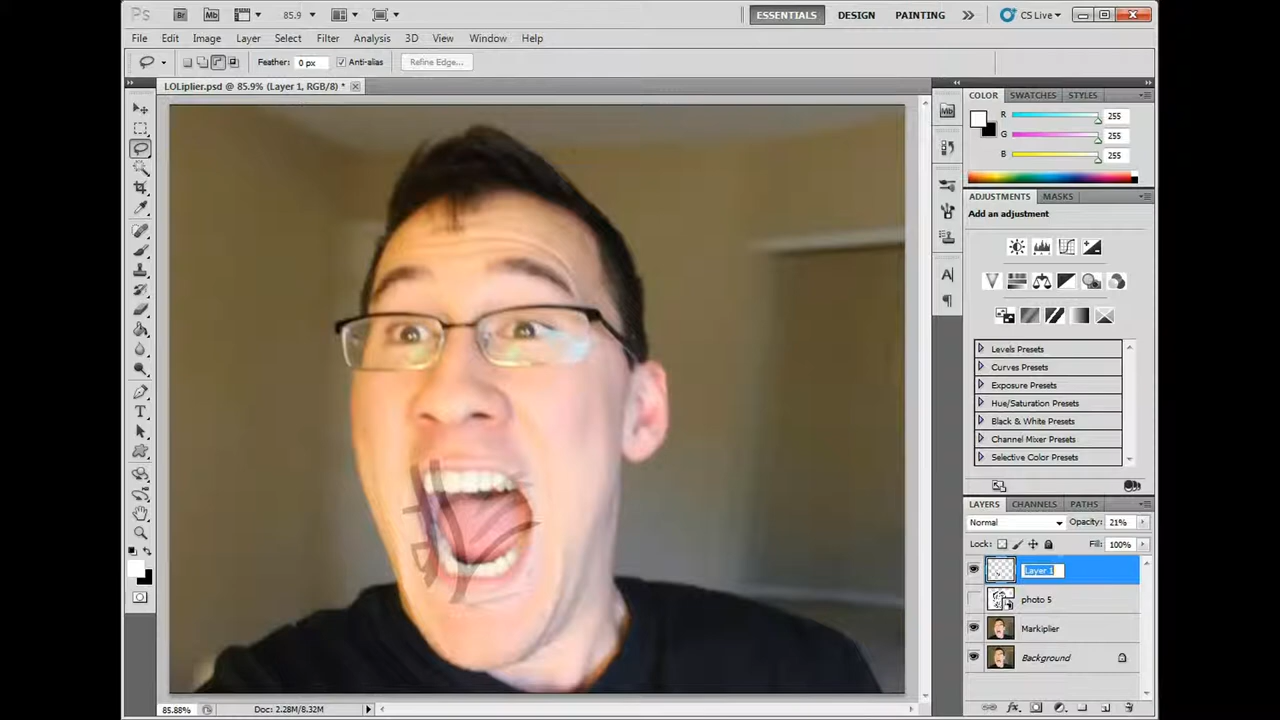 Ps Br Mb 85.9 ESSENTIALS DESIGN PAINTING CS Live
File Edit Image Layer Select Filter Analysis 3D View Window Help
Feather: 0 px Anti-alias Refine Edge...
LOLiplier.psd @ 85.9% (Layer 1, RGB/8) *
COLOR SWATCHES STYLES
R 255
G 255
B 255
ADJUSTMENTS MASKS
Add an adjustment
Levels Presets
Curves Presets
Exposure Presets
Hue/Saturation Presets
Black & White Presets
Channel Mixer Presets
Selective Color Presets
LAYERS CHANNELS PATHS
Normal Opacity: 21%
Lock: Fill: 100%
Layer 1
photo 5
Markiplier
Background
85.88% Doc: 2.28M/8.32M